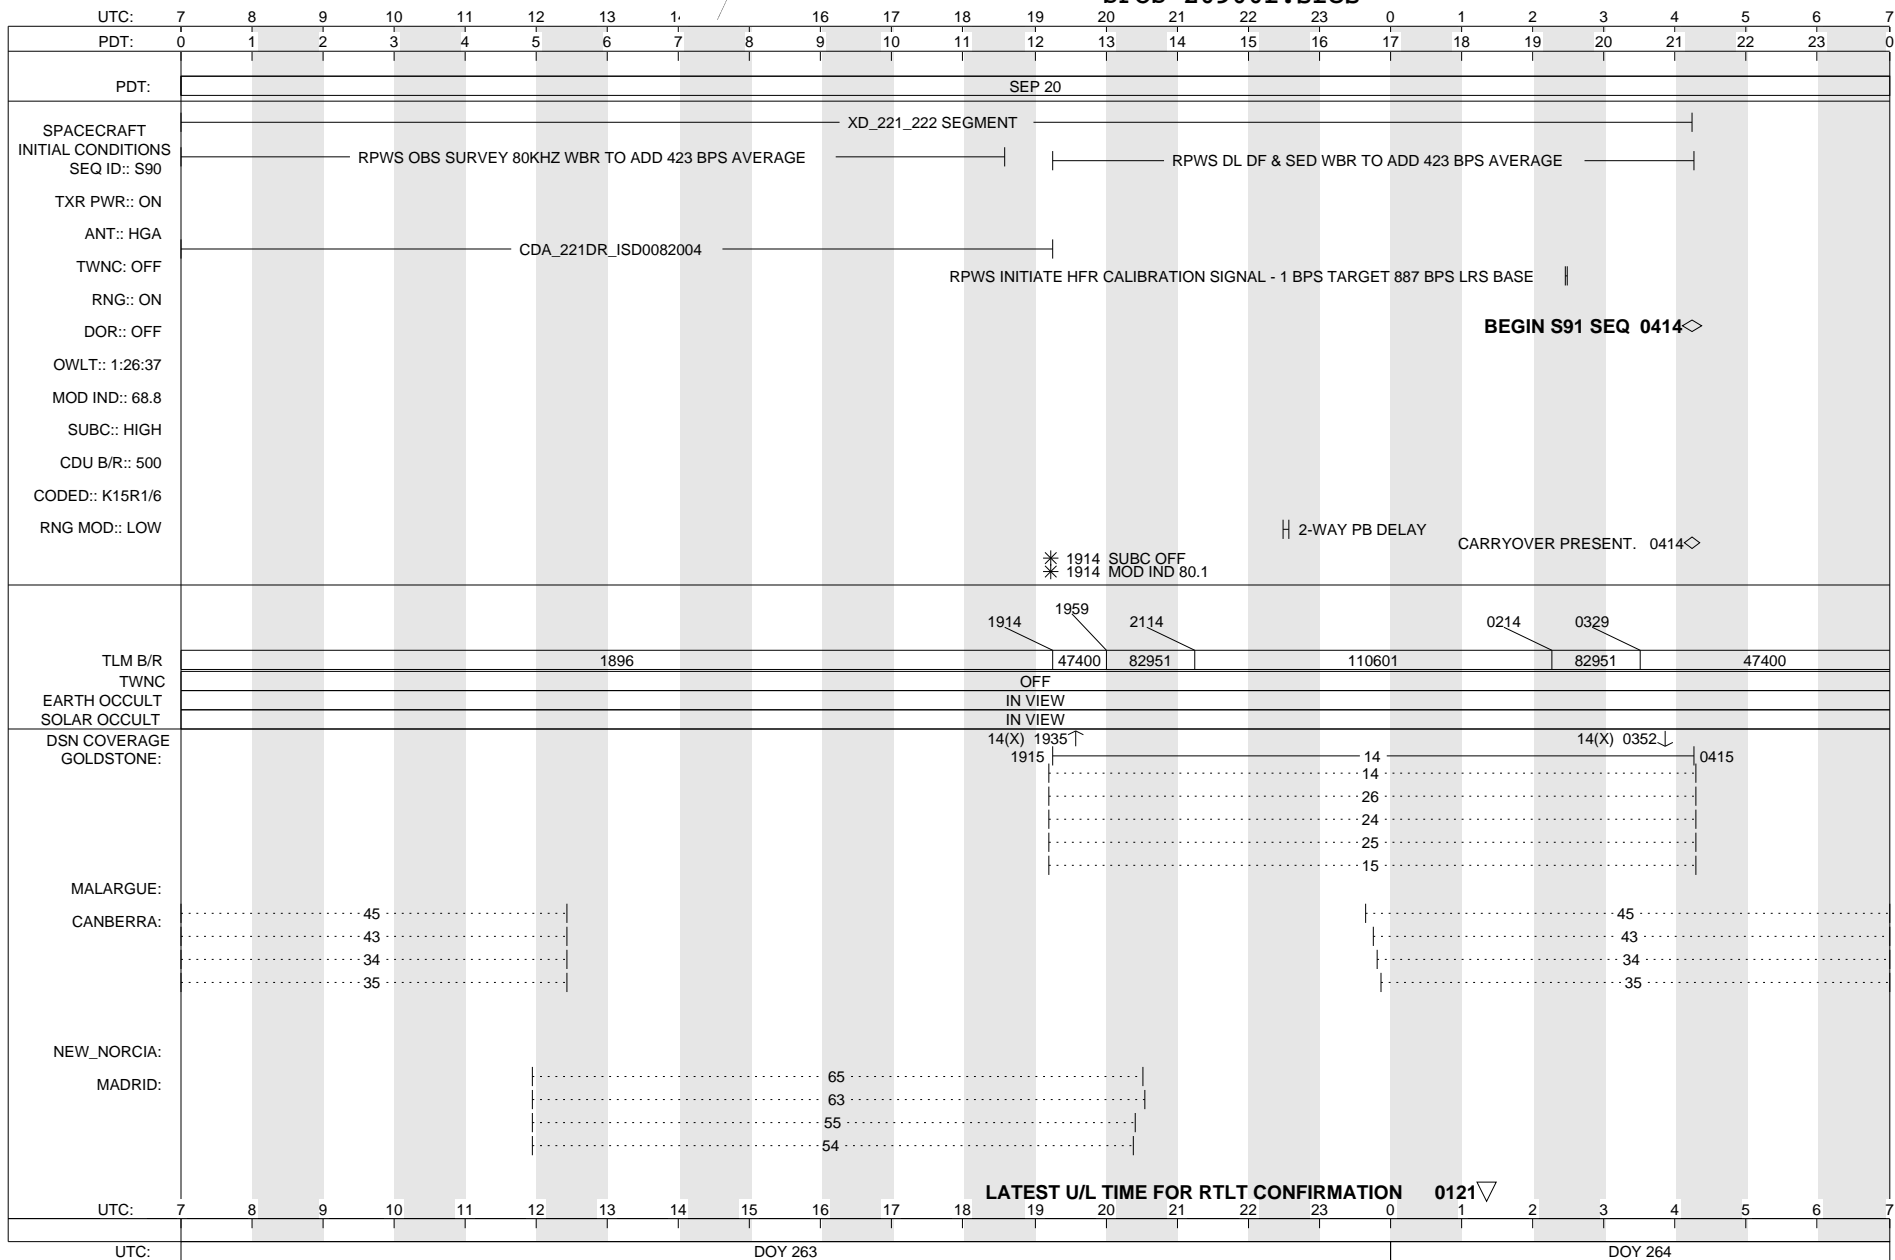 UTC: 7 8 9 10 11 12 13 16 17 18 19 20 21 22 23 0 1 2 3 4 5 6 7
PDT: 0 1 2 3 4 5 6 7 8 9 10 11 12 13 14 15 16 17 18 19 20 21 22 23 0
PDT: SEP 20
XD_221_222 SEGMENT
SPACECRAFT
INITIAL CONDITIONS
RPWS OBS SURVEY 80KHZ WBR TO ADD 423 BPS AVERAGE
RPWS DL DF & SED WBR TO ADD 423 BPS AVERAGE
SEQ ID:: S90
TXR PWR:: ON
ANT:: HGA
CDA_221DR_ISD0082004
TWNC: OFF
RPWS INITIATE HFR CALIBRATION SIGNAL - 1 BPS TARGET 887 BPS LRS BASE
RNG:: ON
BEGIN S91 SEQ 0414
DOR:: OFF
OWLT:: 1:26:37
MOD IND:: 68.8
SUBC:: HIGH
CDU B/R:: 500
CODED:: K15R1/6
RNG MOD:: LOW
2-WAY PB DELAY
CARRYOVER PRESENT. 0414
1914 SUBC OFF
1914 MOD IND 80.1
1914 1959 2114 0214 0329
TLM B/R 1896 47400 82951 110601 82951 47400
TWNC OFF
EARTH OCCULT IN VIEW
SOLAR OCCULT IN VIEW
DSN COVERAGE 14(X) 1935 14(X) 0352
GOLDSTONE: 1915 14 0415
14
26
24
25
15
MALARGUE:
CANBERRA:
45 45
43 43
34 34
35 35
NEW_NORCIA:
MADRID:
65
63
55
54
LATEST U/L TIME FOR RTLT CONFIRMATION 0121
UTC: 7 8 9 10 11 12 13 14 15 16 17 18 19 20 21 22 23 0 1 2 3 4 5 6 7
UTC: DOY 263 DOY 264